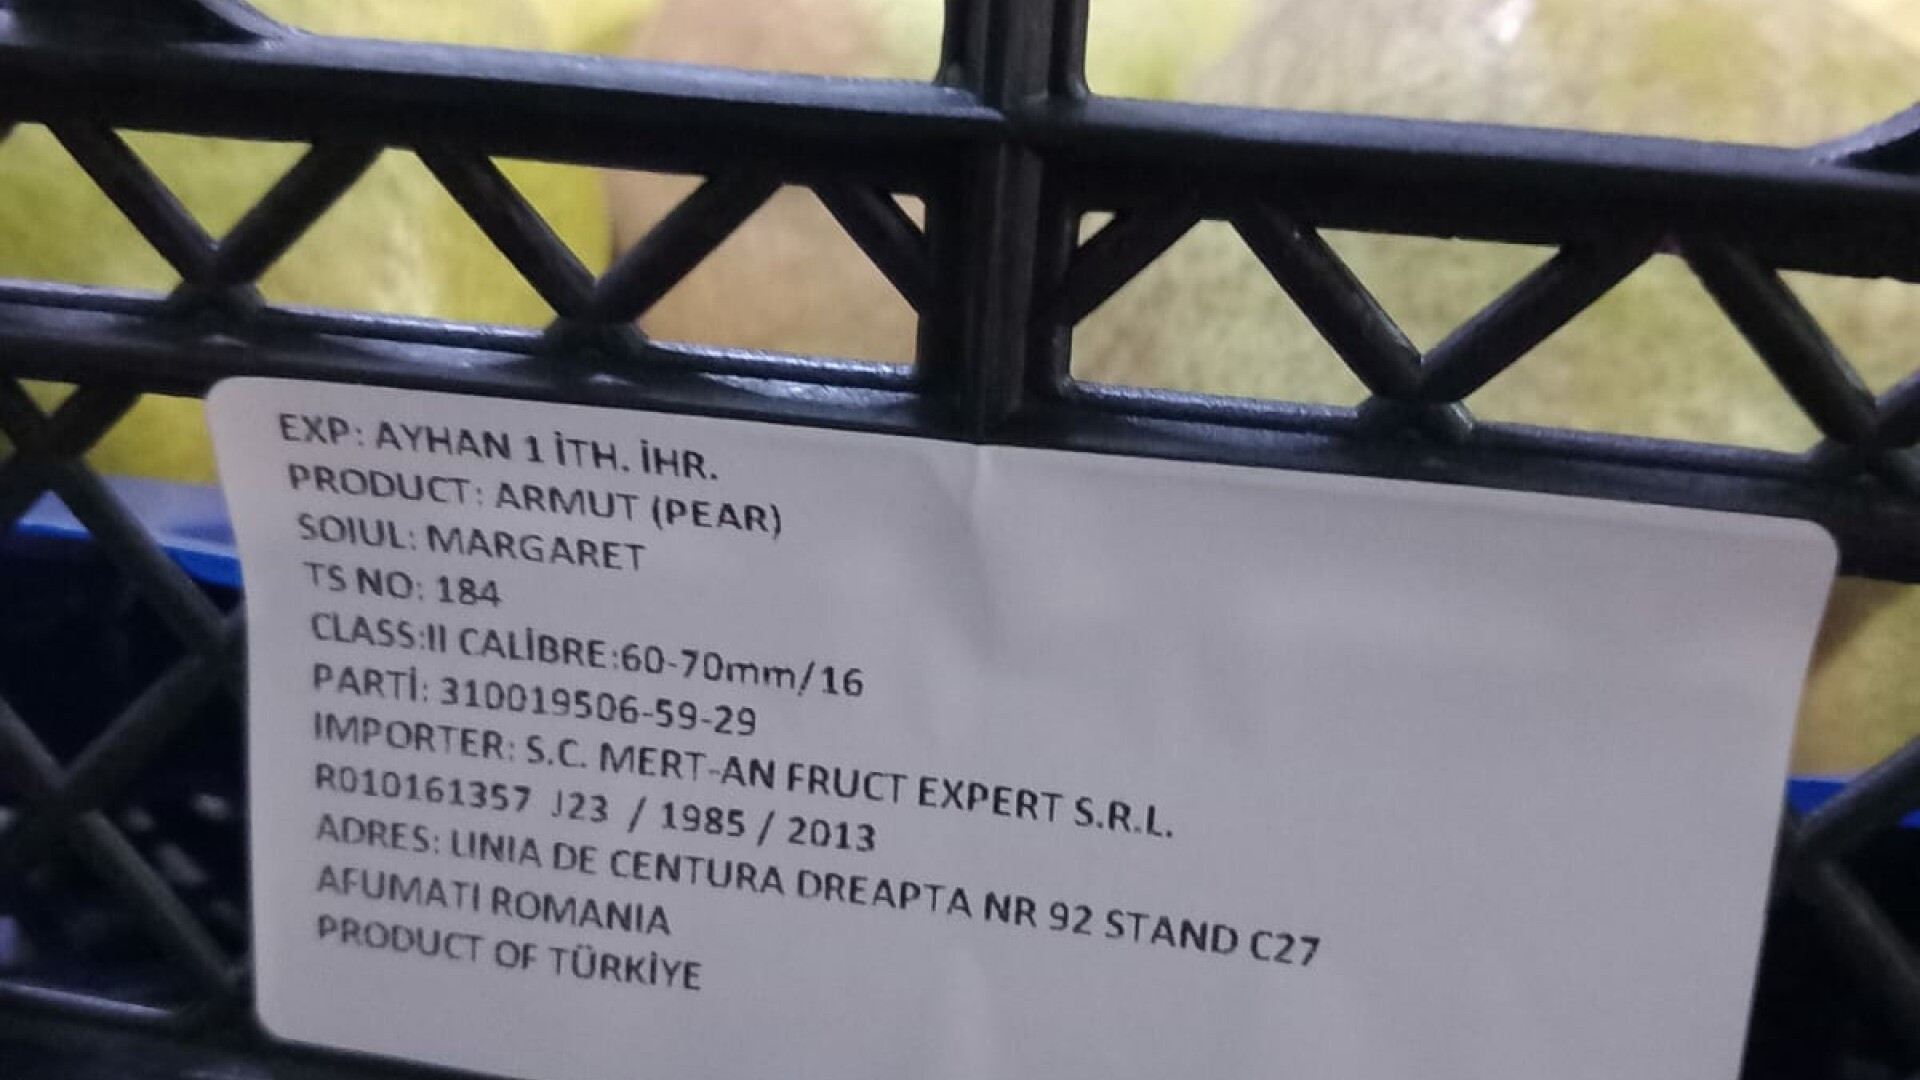 EXP: AYHAN 1 İTH. İHR.
PRODUCT: ARMUT (PEAR)
SOIUL: MARGARET
TS NO: 184
CLASS:II CALİBRE:60-70mm/16
PARTİ: 310019506-59-29
IMPORTER: S.C. MERT-AN FRUCT EXPERT S.R.L.
R010161357 J23 / 1985 / 2013
ADRES: LINIA DE CENTURA DREAPTA NR 92 STAND C27
AFUMATI ROMANIA
PRODUCT OF TÜRKİYE